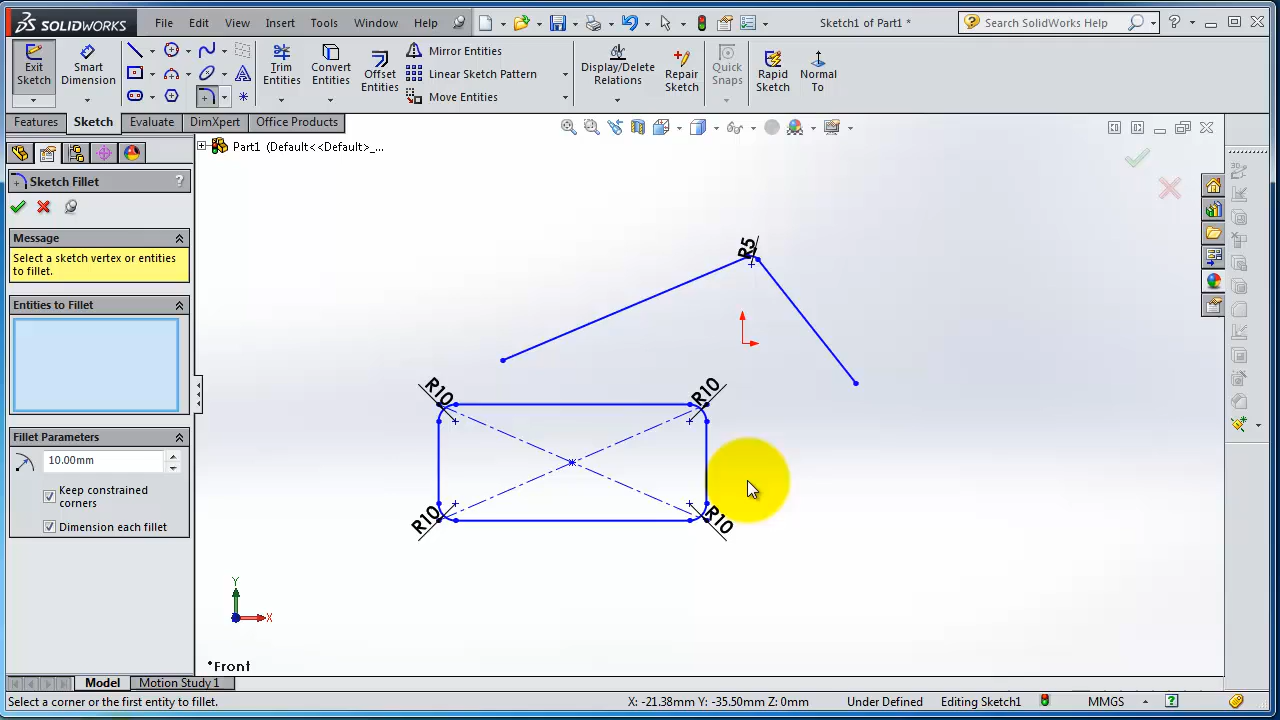 SOLIDWORKS File Edit View Insert Tools Window Help Sketch1 of Part1 * Search SolidWorks Help
Exit Sketch
Smart Dimension
Trim Entities
Convert Entities
Offset Entities
Mirror Entities
Linear Sketch Pattern
Move Entities
Display/Delete Relations
Repair Sketch
Quick Snaps
Rapid Sketch
Normal To
Features Sketch Evaluate DimXpert Office Products
Part1 (Default<<Default>_...
Sketch Fillet ?
Message
Select a sketch vertex or entities
to fillet.
Entities to Fillet
Fillet Parameters
10.00mm
Keep constrained
corners
Dimension each fillet
R5
R10 R10
R10 R10
Y
X
*Front
Model Motion Study 1
Select a corner or the first entity to fillet. X: -21.38mm Y: -35.50mm Z: 0mm Under Defined Editing Sketch1 MMGS ?